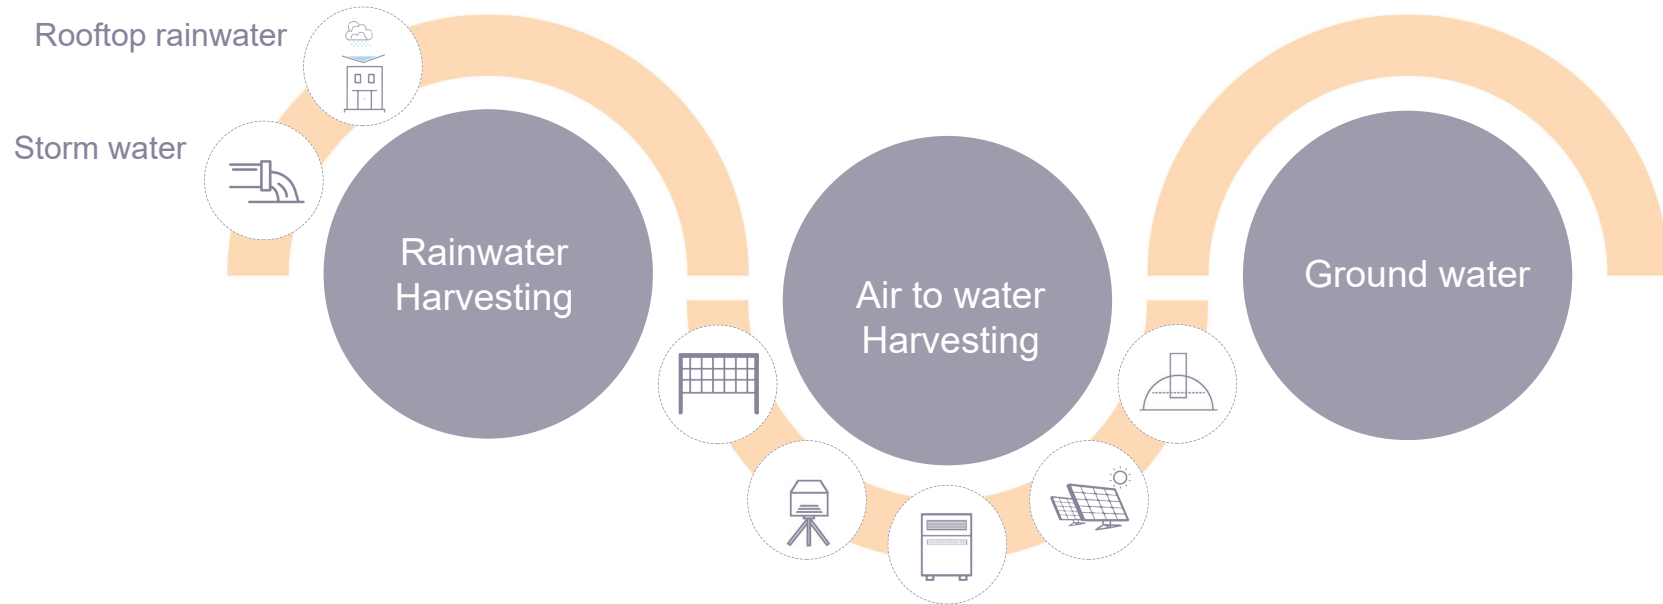 Rooftop rainwater
Storm water
Rainwater
Harvesting
Air to water
Harvesting
Ground water